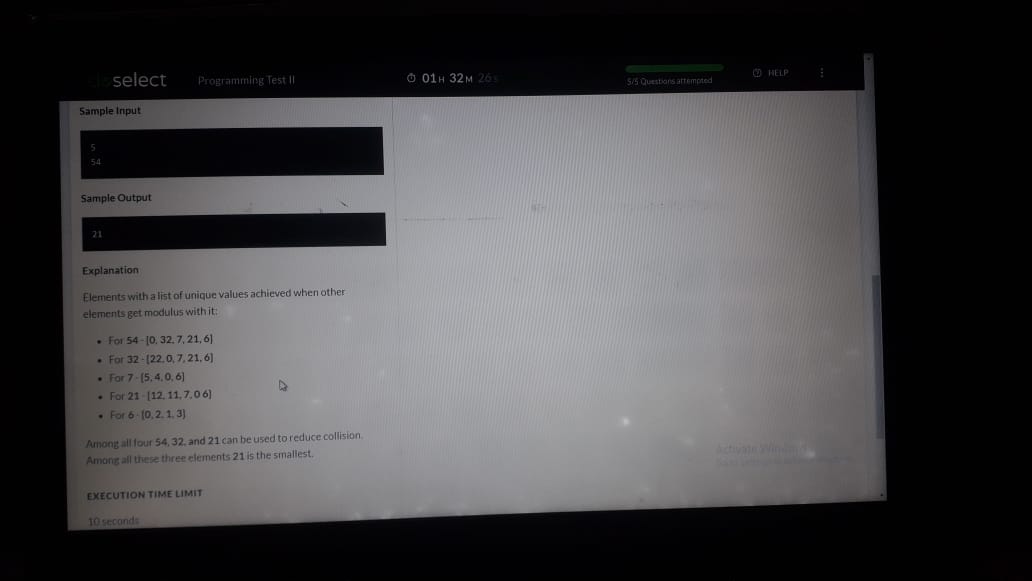 doselect
Programming Test II
01H 32M 26s
5/5 Questions attempted
HELP
Sample Input
5
54
Sample Output
21
Explanation
Elements with a list of unique values achieved when other
elements get modulus with it:
• For 54 - [0, 32, 7, 21, 6]
• For 32 - [22, 0, 7, 21, 6]
• For 7 - [5, 4, 0, 6]
• For 21 - [12, 11, 7, 0 6]
• For 6 - [0, 2, 1, 3]
Among all four 54, 32, and 21 can be used to reduce collision.
Among all these three elements 21 is the smallest.
EXECUTION TIME LIMIT
10 seconds
Activate Windows